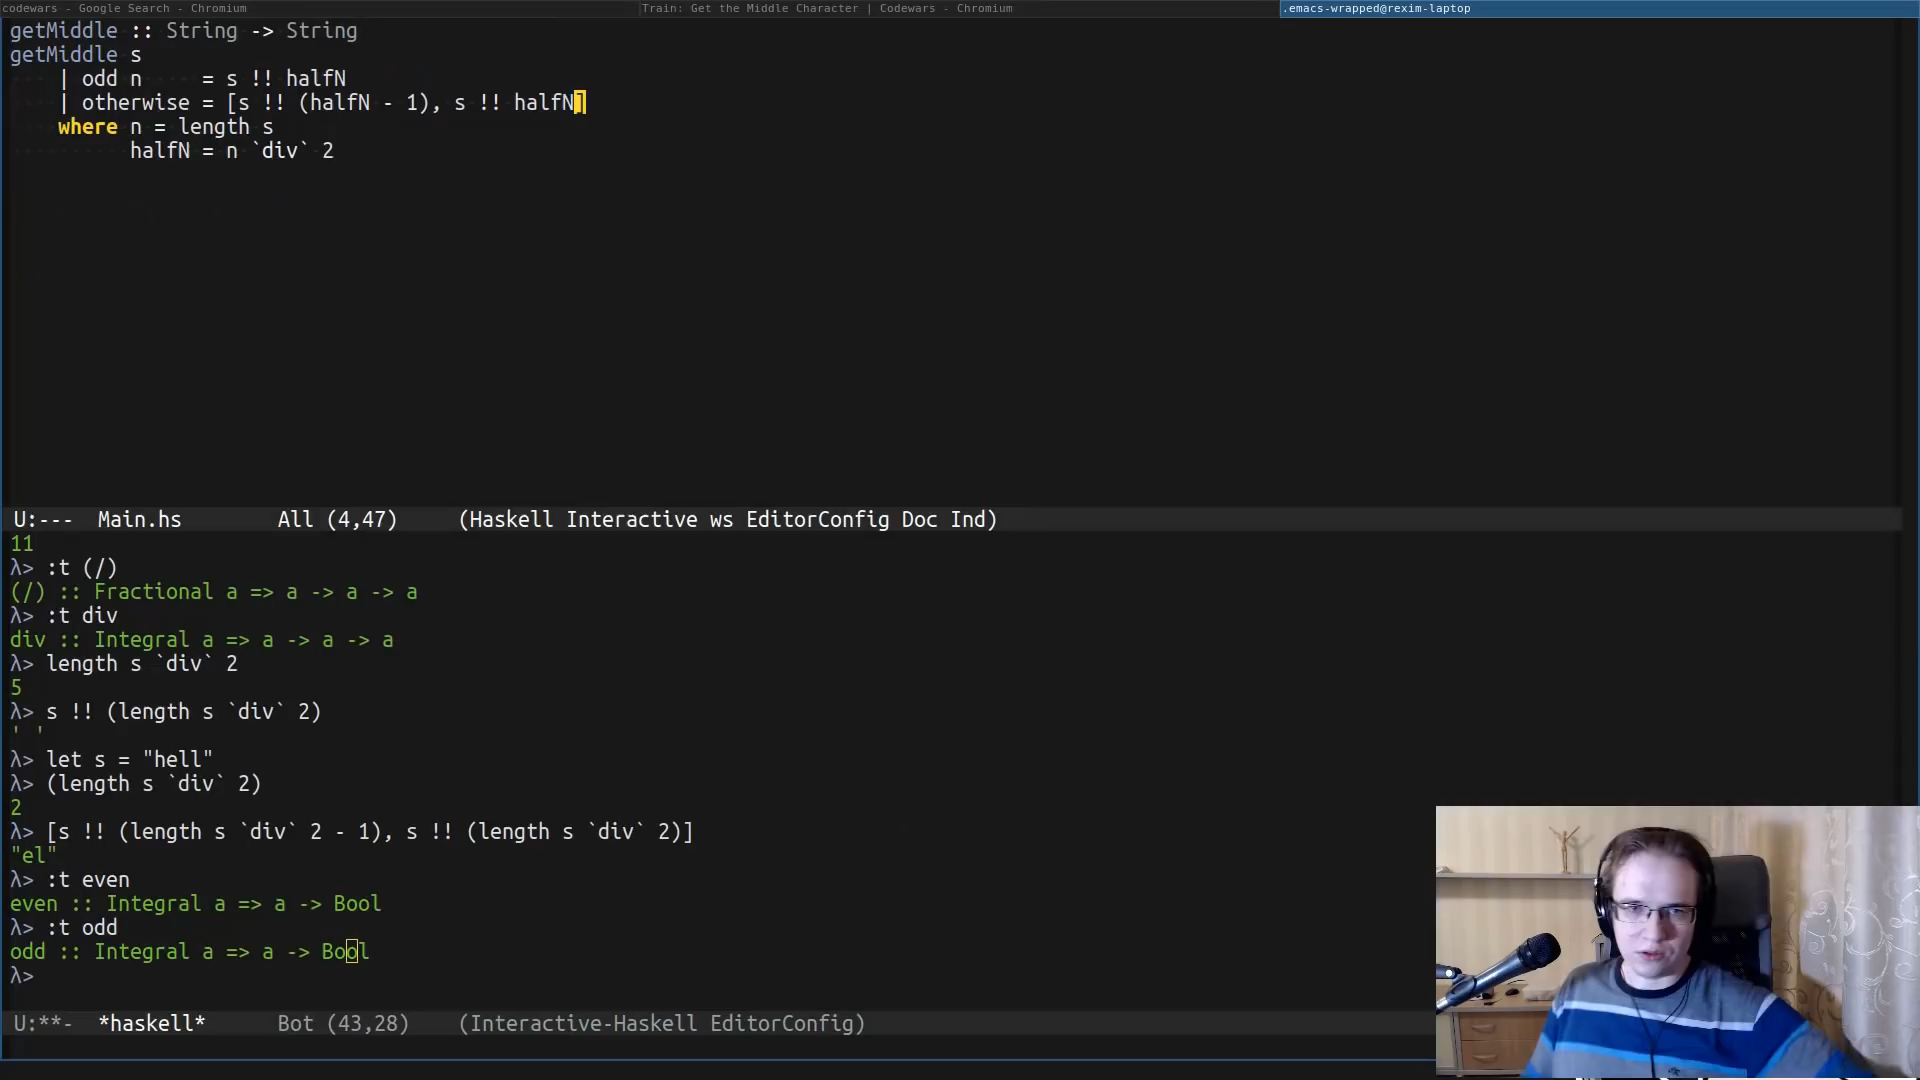 codewars - Google Search - Chromium
Train: Get the Middle Character | Codewars - Chromium
.emacs-wrapped@rexim-laptop
getMiddle :: String -> String
getMiddle s
    | odd n     = s !! halfN
    | otherwise = [s !! (halfN - 1), s !! halfN]
    where n = length s
          halfN = n `div` 2
U:---  Main.hs        All (4,47)     (Haskell Interactive ws EditorConfig Doc Ind)
11
λ> :t (/)
(/) :: Fractional a => a -> a -> a
λ> :t div
div :: Integral a => a -> a -> a
λ> length s `div` 2
5
λ> s !! (length s `div` 2)
' '
λ> let s = "hell"
λ> (length s `div` 2)
2
λ> [s !! (length s `div` 2 - 1), s !! (length s `div` 2)]
"el"
λ> :t even
even :: Integral a => a -> Bool
λ> :t odd
odd :: Integral a => a -> Bool
λ>
U:**-  *haskell*      Bot (43,28)    (Interactive-Haskell EditorConfig)